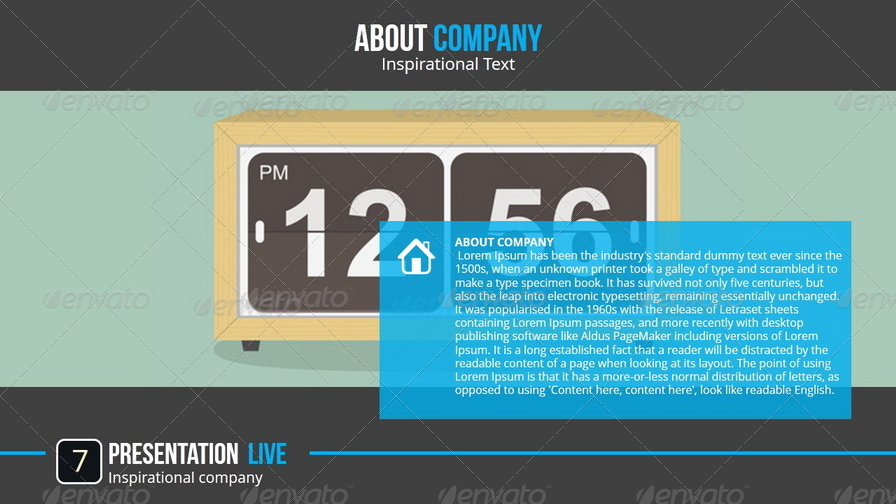 ABOUT COMPANY
Inspirational Text
PM
12 56
ABOUT COMPANY
Lorem Ipsum has been the industry's standard dummy text ever since the
1500s, when an unknown printer took a galley of type and scrambled it to
make a type specimen book. It has survived not only five centuries, but
also the leap into electronic typesetting, remaining essentially unchanged.
It was popularised in the 1960s with the release of Letraset sheets
containing Lorem Ipsum passages, and more recently with desktop
publishing software like Aldus PageMaker including versions of Lorem
Ipsum. It is a long established fact that a reader will be distracted by the
readable content of a page when looking at its layout. The point of using
Lorem Ipsum is that it has a more-or-less normal distribution of letters, as
opposed to using 'Content here, content here', look like readable English.
7
PRESENTATION LIVE
Inspirational company
envato